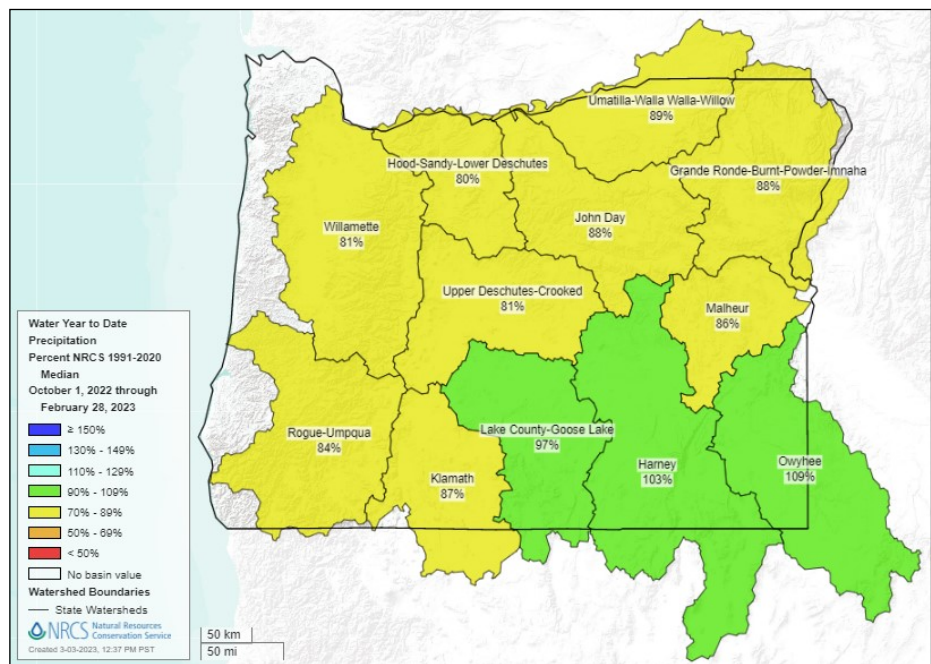 Umatilla-Walla Walla-Willow
89%
Hood-Sandy-Lower Deschutes
80%
Grande Ronde-Burnt-Powder-Imnaha
88%
Willamette
81%
John Day
88%
Upper Deschutes-Crooked
81%
Malheur
86%
Rogue-Umpqua
84%
Klamath
87%
Lake County-Goose Lake
97%
Harney
103%
Owyhee
109%
Water Year to Date
Precipitation
Percent NRCS 1991-2020
Median
October 1, 2022 through
February 28, 2023
≥ 150%
130% - 149%
110% - 129%
90% - 109%
70% - 89%
50% - 69%
< 50%
No basin value
Watershed Boundaries
State Watersheds
NRCS Natural Resources
Conservation Service
Created 3-03-2023, 12:37 PM PST
50 km
50 mi